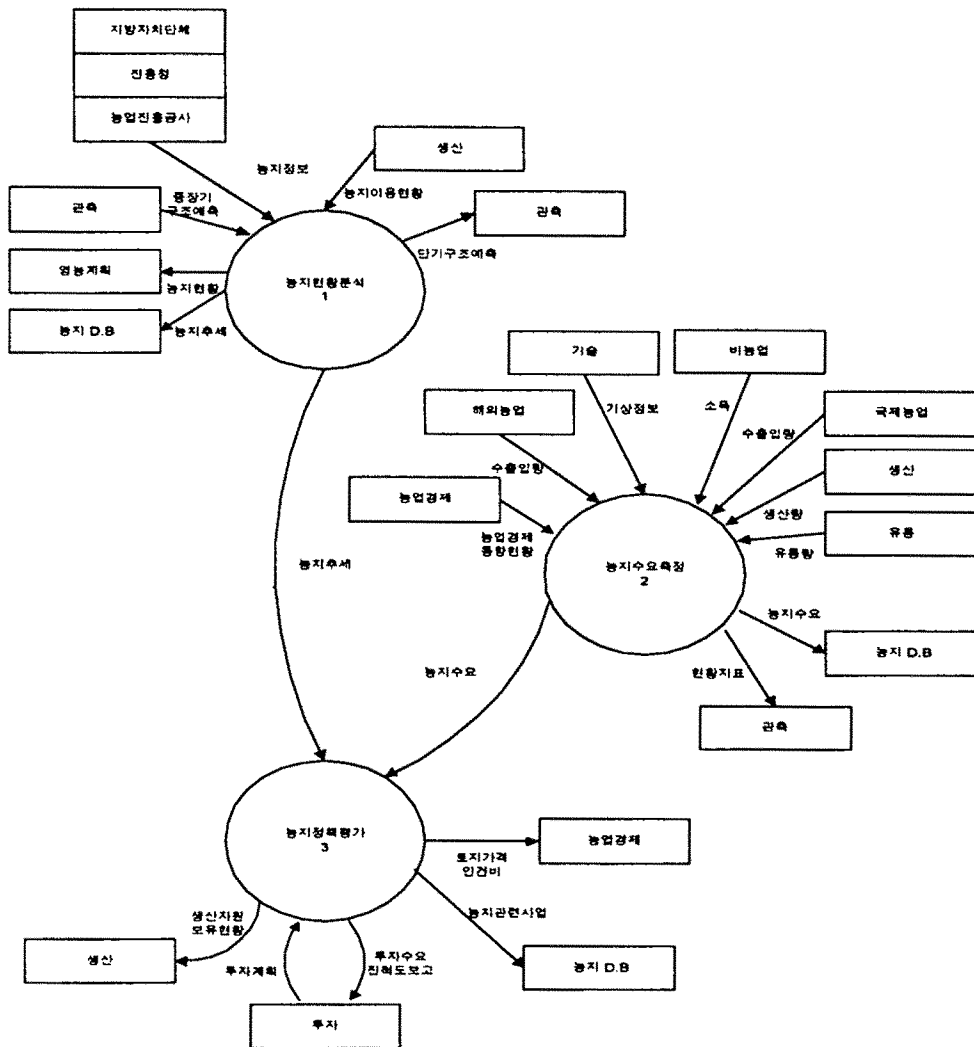 지방자치단체
진흥청
농업진흥공사
생산
농지정보
농지이용현황
관측
중장기
구조예측
관측
단기구조예측
영농계획
농지현황
농지현황분석
1
농지 D.B
농지추세
기술
비농업
해외농업
기상정보
소득
국제농업
수출입량
수출입량
생산
농업경제
생산량
농업경제
동향현황
유통
유통량
농지추세
농지수요측정
2
농지수요
농지 D.B
농지수요
현황지표
관측
농지정책평가
3
농업경제
토지가격
인건비
생산자원
보유현황
농지관련사업
생산
투자계획
투자수요
진척도보고
농지 D.B
투자